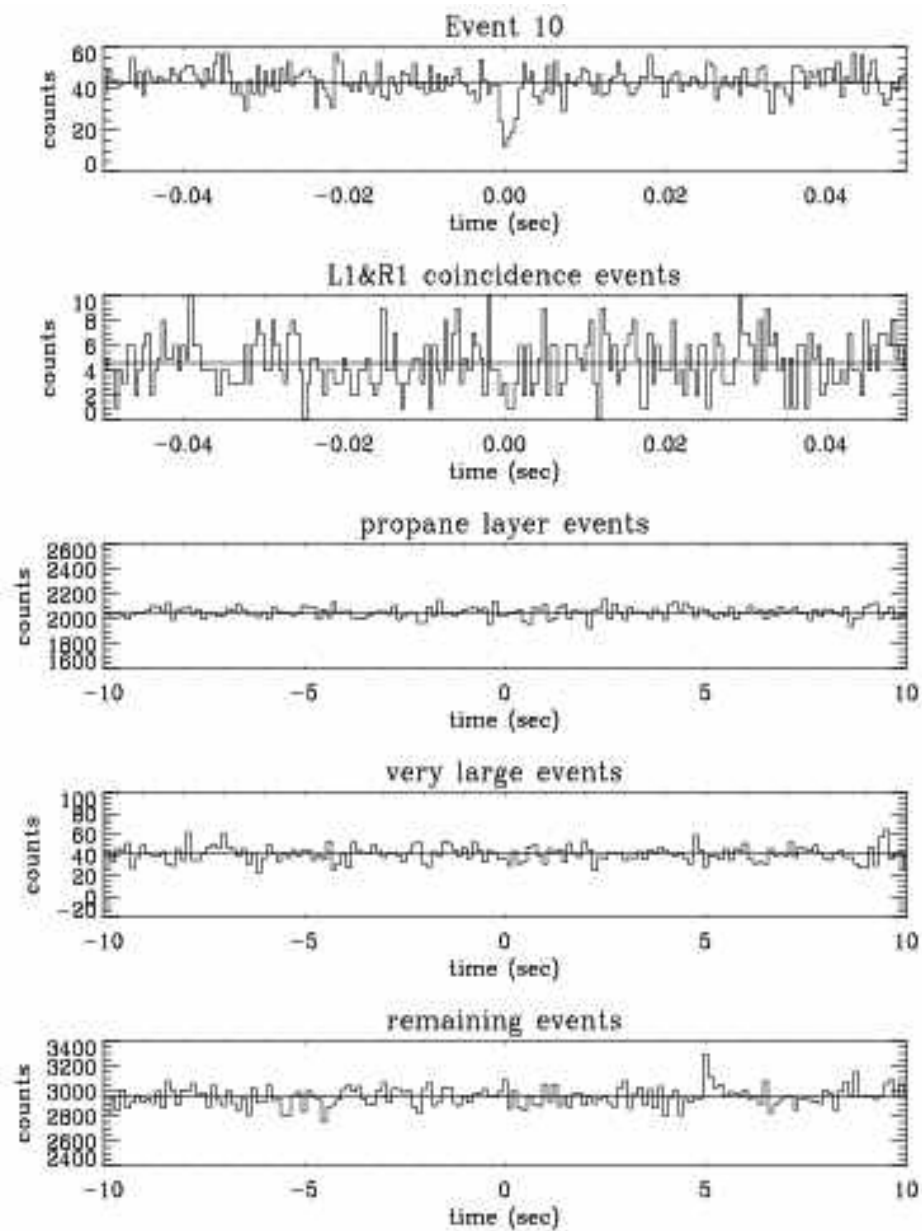 Event 10
60
40
20
0
counts
−0.04 −0.02 0.00 0.02 0.04
time (sec)
L1&R1 coincidence events
10
8
6
4
2
0
counts
−0.04 −0.02 0.00 0.02 0.04
time (sec)
propane layer events
2600
2400
2200
2000
1800
1600
counts
−10 −5 0 5 10
time (sec)
very large events
100
80
60
40
20
0
−20
counts
−10 −5 0 5 10
time (sec)
remaining events
3400
3200
3000
2800
2600
2400
counts
−10 −5 0 5 10
time (sec)